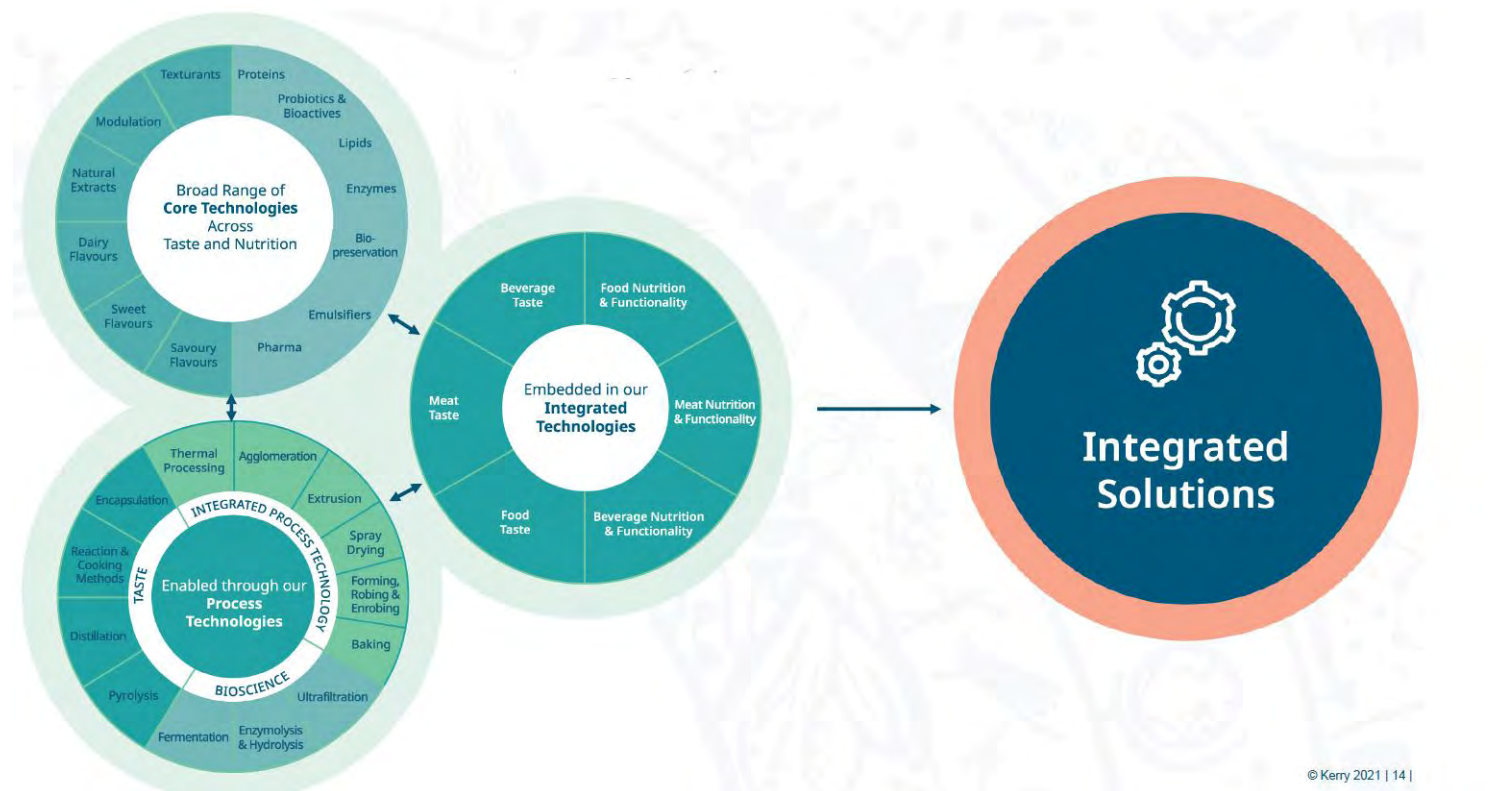 Texturants
Proteins
Probiotics &
Bioactives
Lipids
Enzymes
Bio-
preservation
Emulsifiers
Pharma
Savoury
Flavours
Sweet
Flavours
Dairy
Flavours
Natural
Extracts
Modulation
Broad Range of
Core Technologies
Across
Taste and Nutrition
Thermal
Processing
Agglomeration
Extrusion
Spray
Drying
Forming,
Robing &
Enrobing
Baking
Ultrafiltration
Enzymolysis
& Hydrolysis
Fermentation
Pyrolysis
Distillation
Reaction &
Cooking
Methods
Encapsulation
INTEGRATED PROCESS TECHNOLOGY
TASTE
BIOSCIENCE
Enabled through our
Process
Technologies
Beverage
Taste
Food Nutrition
& Functionality
Meat
Taste
Meat Nutrition
& Functionality
Food
Taste
Beverage Nutrition
& Functionality
Embedded in our
Integrated
Technologies
Integrated
Solutions
© Kerry 2021 | 14 |